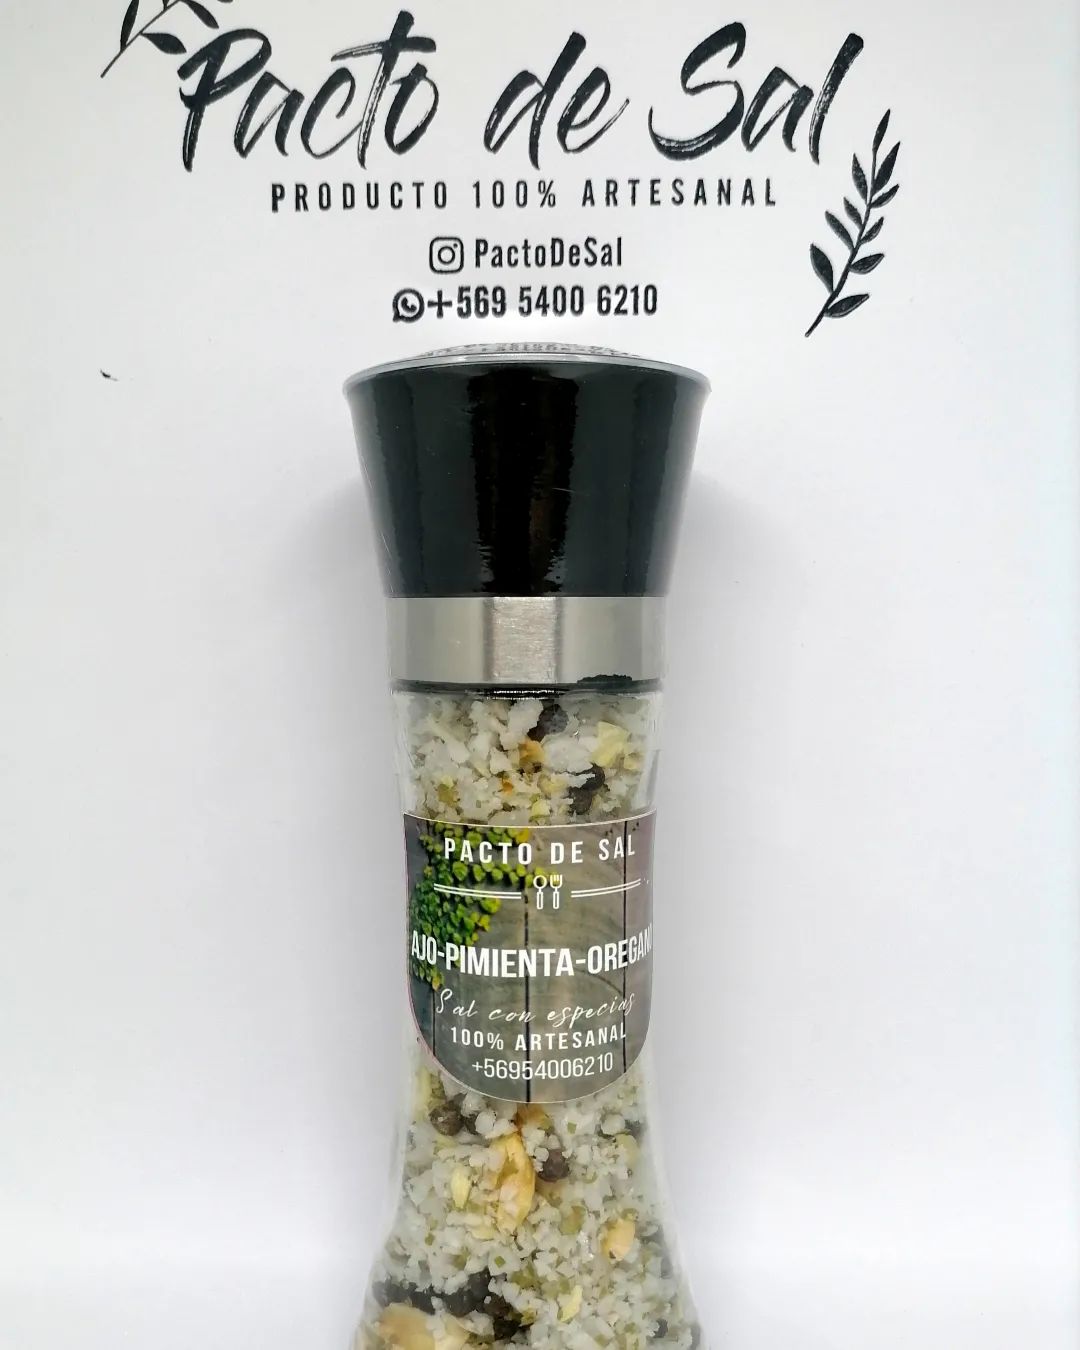 Pacto de Sal
PRODUCTO 100% ARTESANAL
PactoDeSal
+569 5400 6210
PACTO DE SAL
AJO-PIMIENTA-OREGAN
Sal con especias
100% ARTESANAL
+56954006210